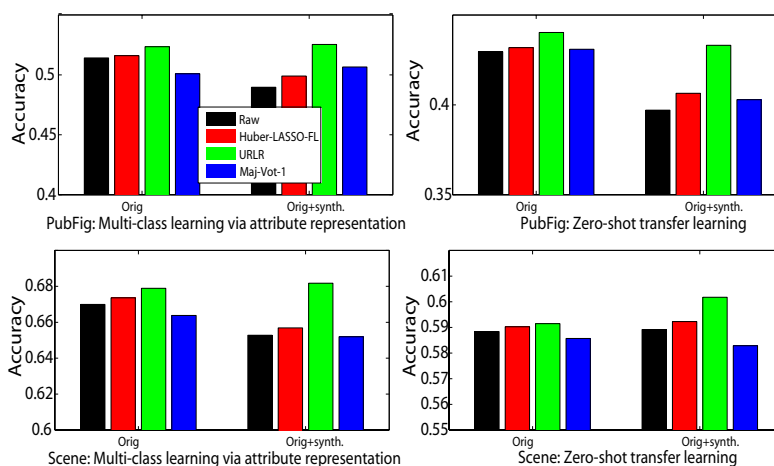 Accuracy
0.5
0.45
0.4
Raw
Huber-LASSO-FL
URLR
Maj-Vot-1
Orig
Orig+synth.
PubFig: Multi-class learning via attribute representation
Accuracy
0.4
0.35
Orig
Orig+synth.
PubFig: Zero-shot transfer learning
Accuracy
0.68
0.66
0.64
0.62
0.6
Orig
Orig+synth.
Scene: Multi-class learning via attribute representation
Accuracy
0.61
0.6
0.59
0.58
0.57
0.56
0.55
Orig
Orig+synth.
Scene: Zero-shot transfer learning